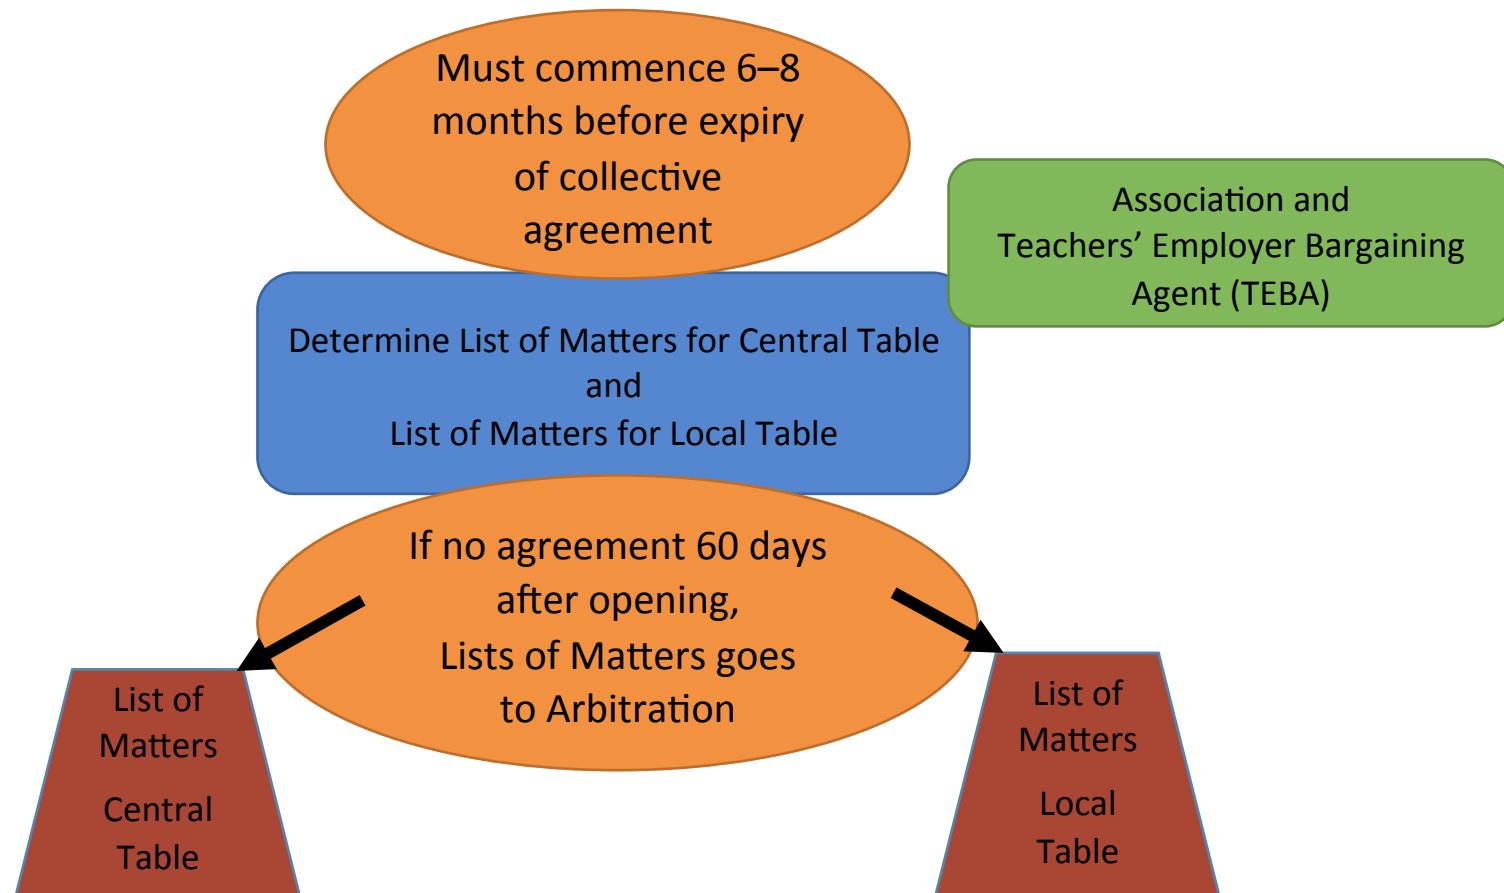 Must commence 6–8
months before expiry
of collective
agreement
Association and
Teachers’ Employer Bargaining
Agent (TEBA)
Determine List of Matters for Central Table
and
List of Matters for Local Table
If no agreement 60 days
after opening,
Lists of Matters goes
to Arbitration
List of
Matters
Central
Table
List of
Matters
Local
Table